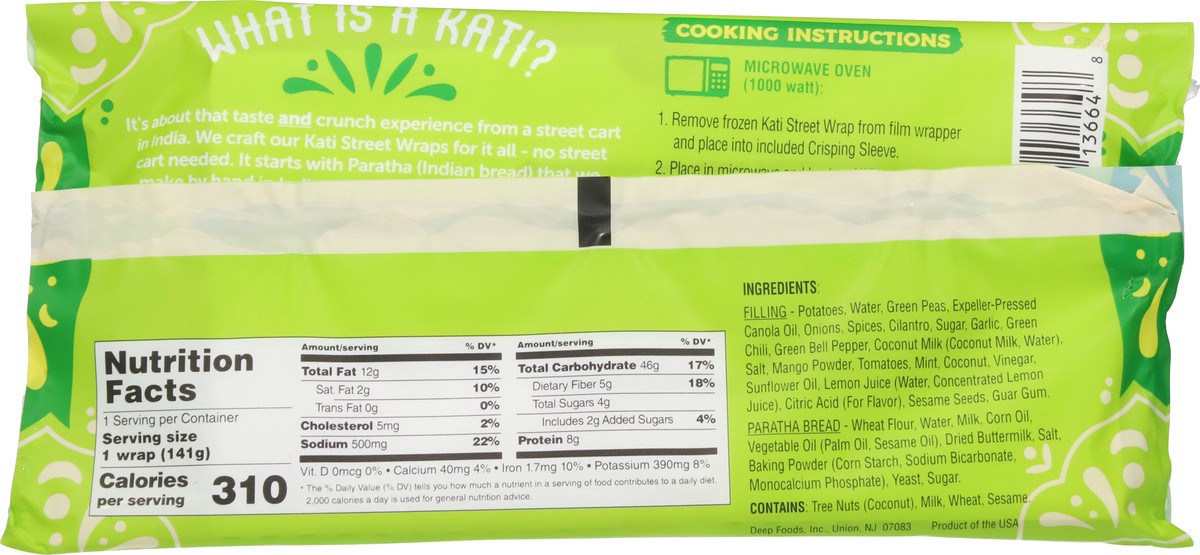 WHAT IS A KATI?
It's about that taste and crunch experience from a street cart
in India. We craft our Kati Street Wraps for it all - no street
cart needed. It starts with Paratha (Indian bread) that we
make by hand in
COOKING INSTRUCTIONS
MICROWAVE OVEN
(1000 watt):
1. Remove frozen Kati Street Wrap from film wrapper
and place into included Crisping Sleeve.
2. Place in microwave
13664 8
Nutrition
Facts
1 Serving per Container
Serving size
1 wrap (141g)
Calories
per serving 310
Amount/serving % DV*
Total Fat 12g 15%
Sat. Fat 2g 10%
Trans Fat 0g 0%
Cholesterol 5mg 2%
Sodium 500mg 22%
Amount/serving % DV*
Total Carbohydrate 46g 17%
Dietary Fiber 5g 18%
Total Sugars 4g
Includes 2g Added Sugars 4%
Protein 8g
Vit. D 0mcg 0% • Calcium 40mg 4% • Iron 1.7mg 10% • Potassium 390mg 8%
* The % Daily Value (% DV) tells you how much a nutrient in a serving of food contributes to a daily diet.
2,000 calories a day is used for general nutrition advice.
INGREDIENTS:
FILLING - Potatoes, Water, Green Peas, Expeller-Pressed
Canola Oil, Onions, Spices, Cilantro, Sugar, Garlic, Green
Chili, Green Bell Pepper, Coconut Milk (Coconut Milk, Water),
Salt, Mango Powder, Tomatoes, Mint, Coconut, Vinegar,
Sunflower Oil, Lemon Juice (Water, Concentrated Lemon
Juice), Citric Acid (For Flavor), Sesame Seeds, Guar Gum.
PARATHA BREAD - Wheat Flour, Water, Milk, Corn Oil,
Vegetable Oil (Palm Oil, Sesame Oil), Dried Buttermilk, Salt,
Baking Powder (Corn Starch, Sodium Bicarbonate,
Monocalcium Phosphate), Yeast, Sugar.
CONTAINS: Tree Nuts (Coconut), Milk, Wheat, Sesame.
Deep Foods, Inc., Union, NJ 07083 Product of the USA